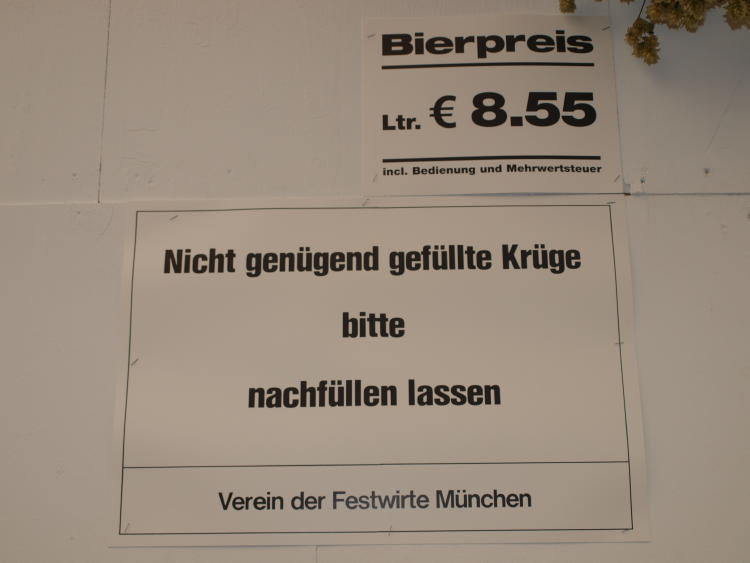 Bierpreis
Ltr. € 8.55
incl. Bedienung und Mehrwertsteuer
Nicht genügend gefüllte Krüge
bitte
nachfüllen lassen
Verein der Festwirte München